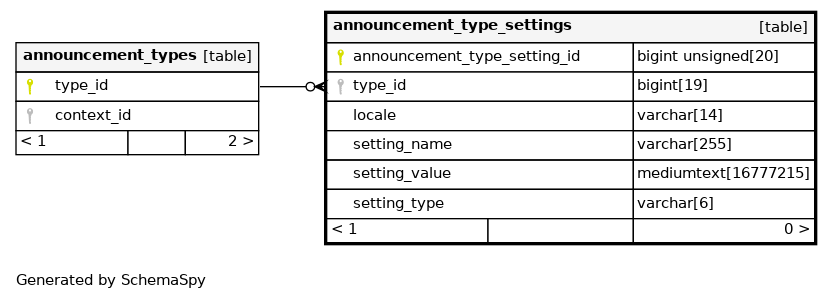 announcement_types [table]
type_id
context_id
< 1 2 >
announcement_type_settings [table]
announcement_type_setting_id bigint unsigned[20]
type_id bigint[19]
locale varchar[14]
setting_name varchar[255]
setting_value mediumtext[16777215]
setting_type varchar[6]
< 1 0 >
Generated by SchemaSpy